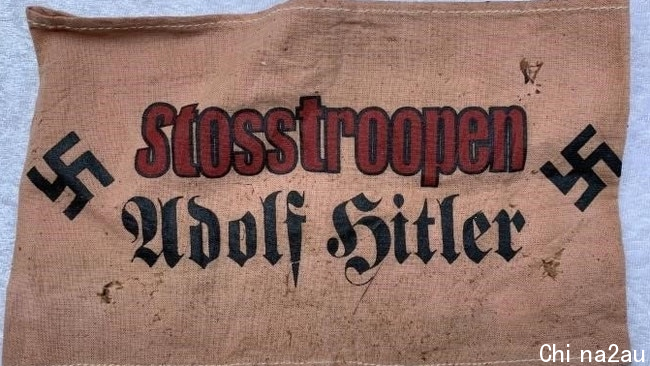 Stosstroopen
Adolf Hitler
Chi na2au